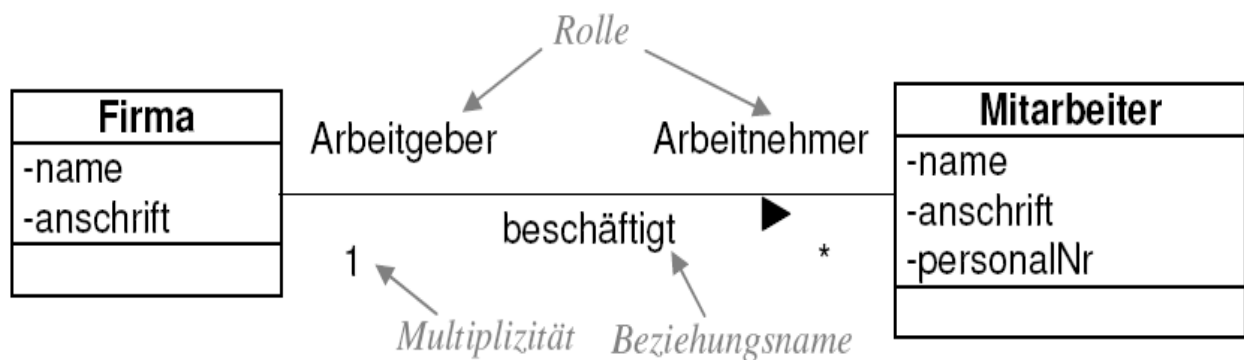 Rolle
Firma
-name
-anschrift
Arbeitgeber
Arbeitnehmer
beschäftigt ▶
1
*
Multiplizität
Beziehungsname
Mitarbeiter
-name
-anschrift
-personalNr